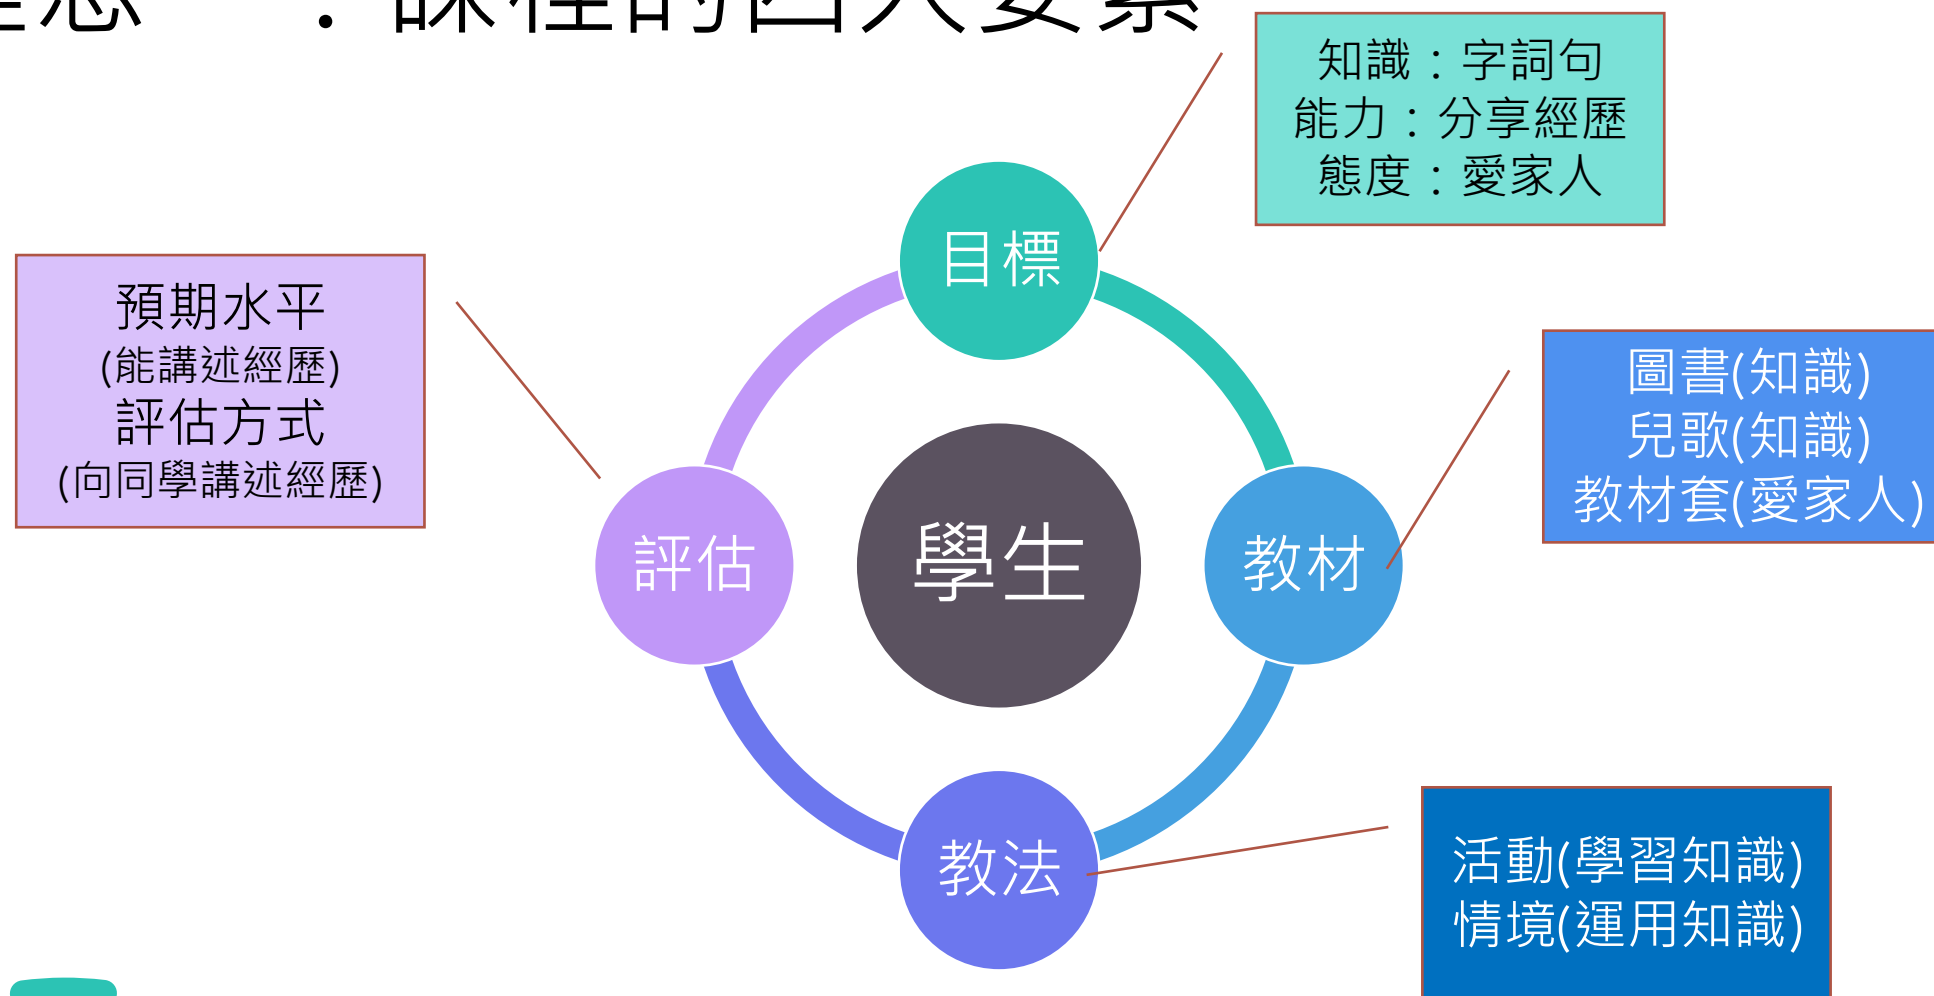 ：課程的四大要素
知識：字詞句
能力：分享經歷
態度：愛家人
目標
預期水平
(能講述經歷)
評估方式
(向同學講述經歷)
圖書(知識)
兒歌(知識)
教材套(愛家人)
評估
學生
教材
教法
活動(學習知識)
情境(運用知識)